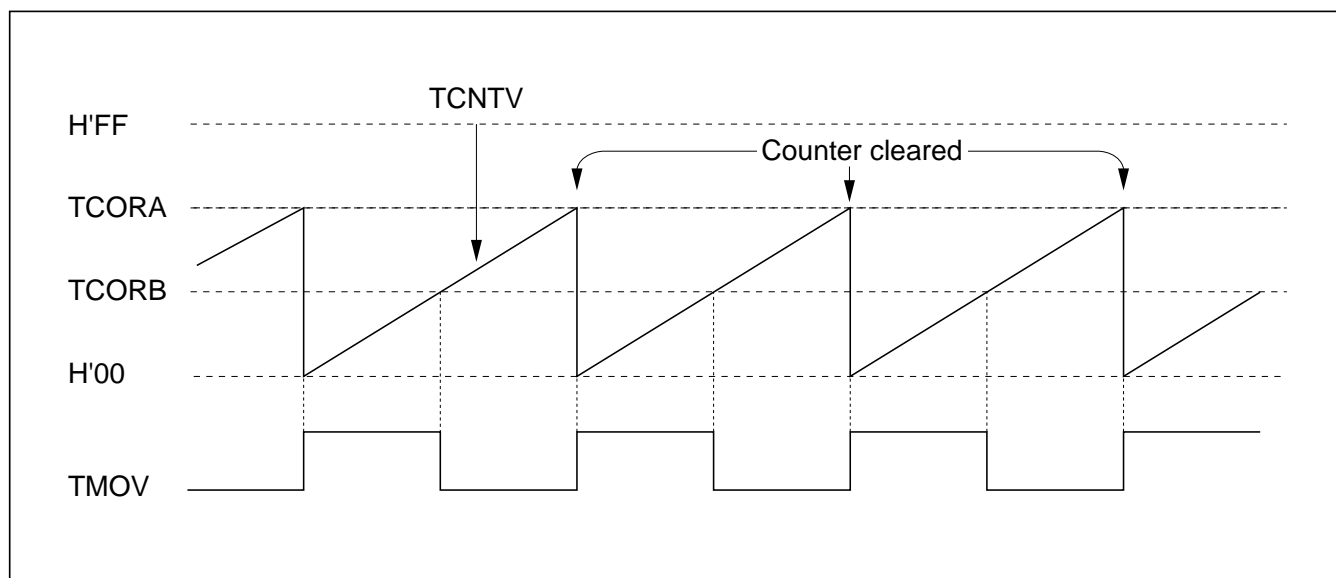 TCNTV
H'FF
Counter cleared
TCORA
TCORB
H'00
TMOV